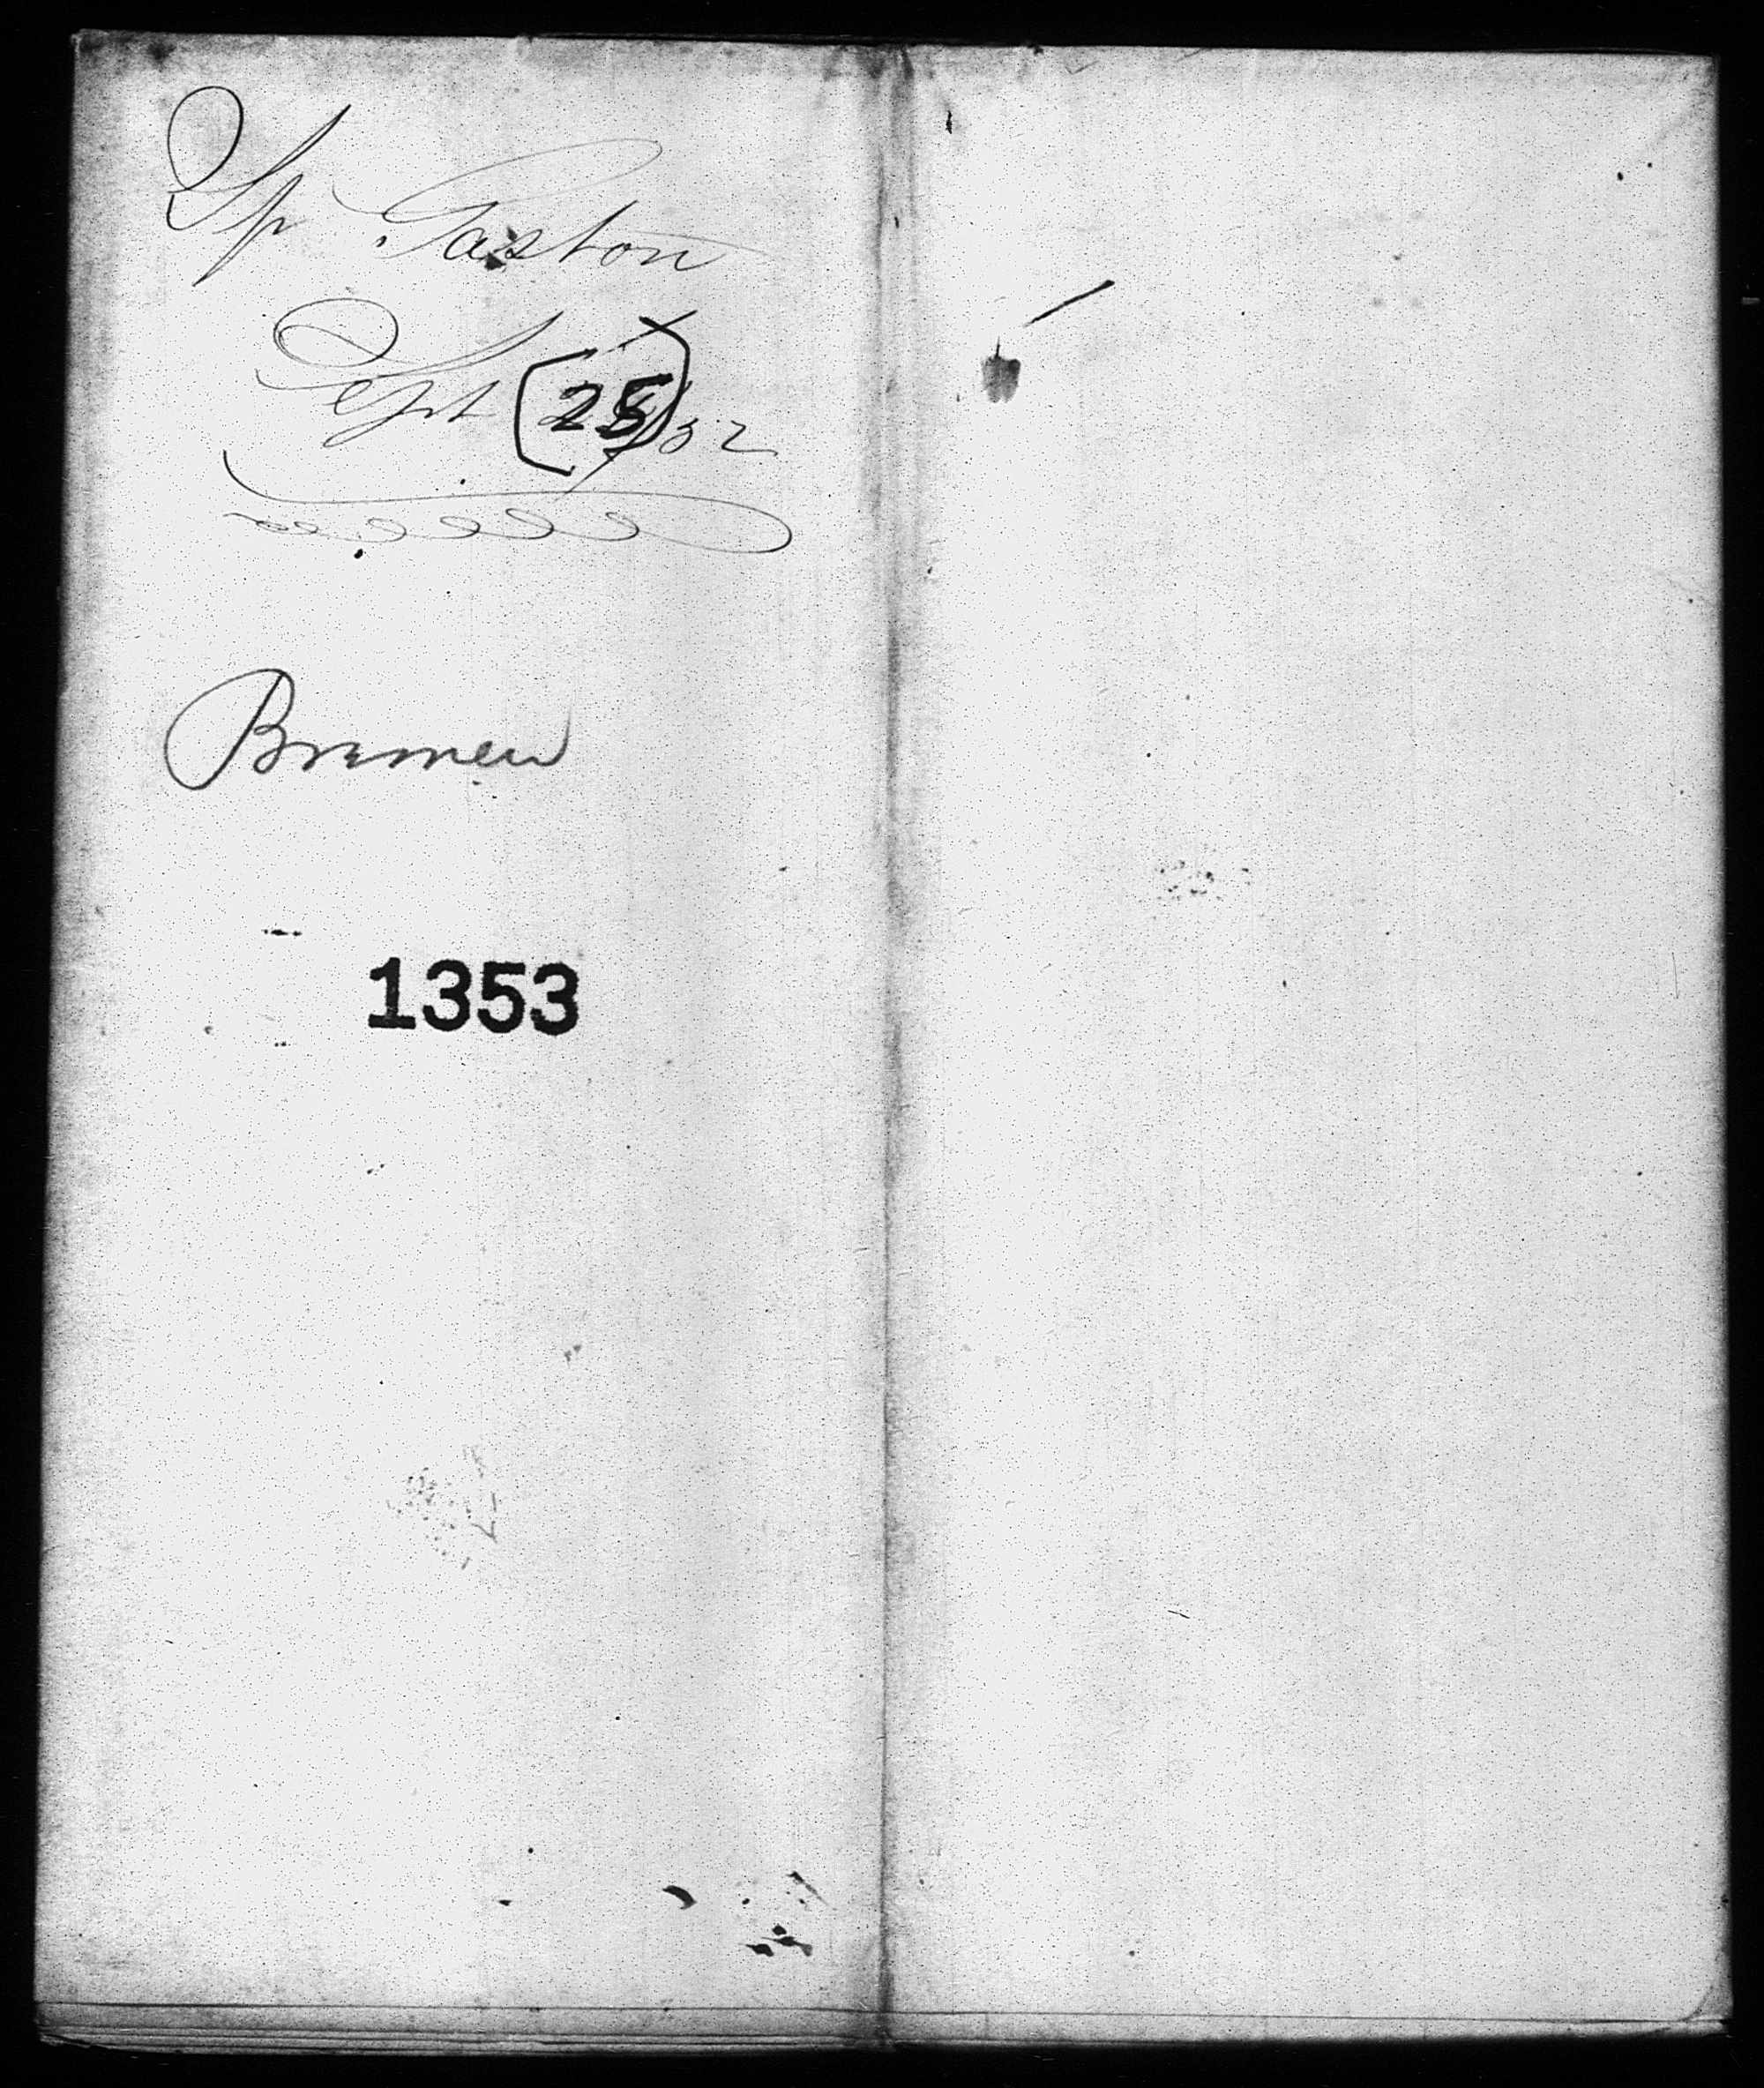 Sp Gaston
Sept (25)/52
Bremen
1353